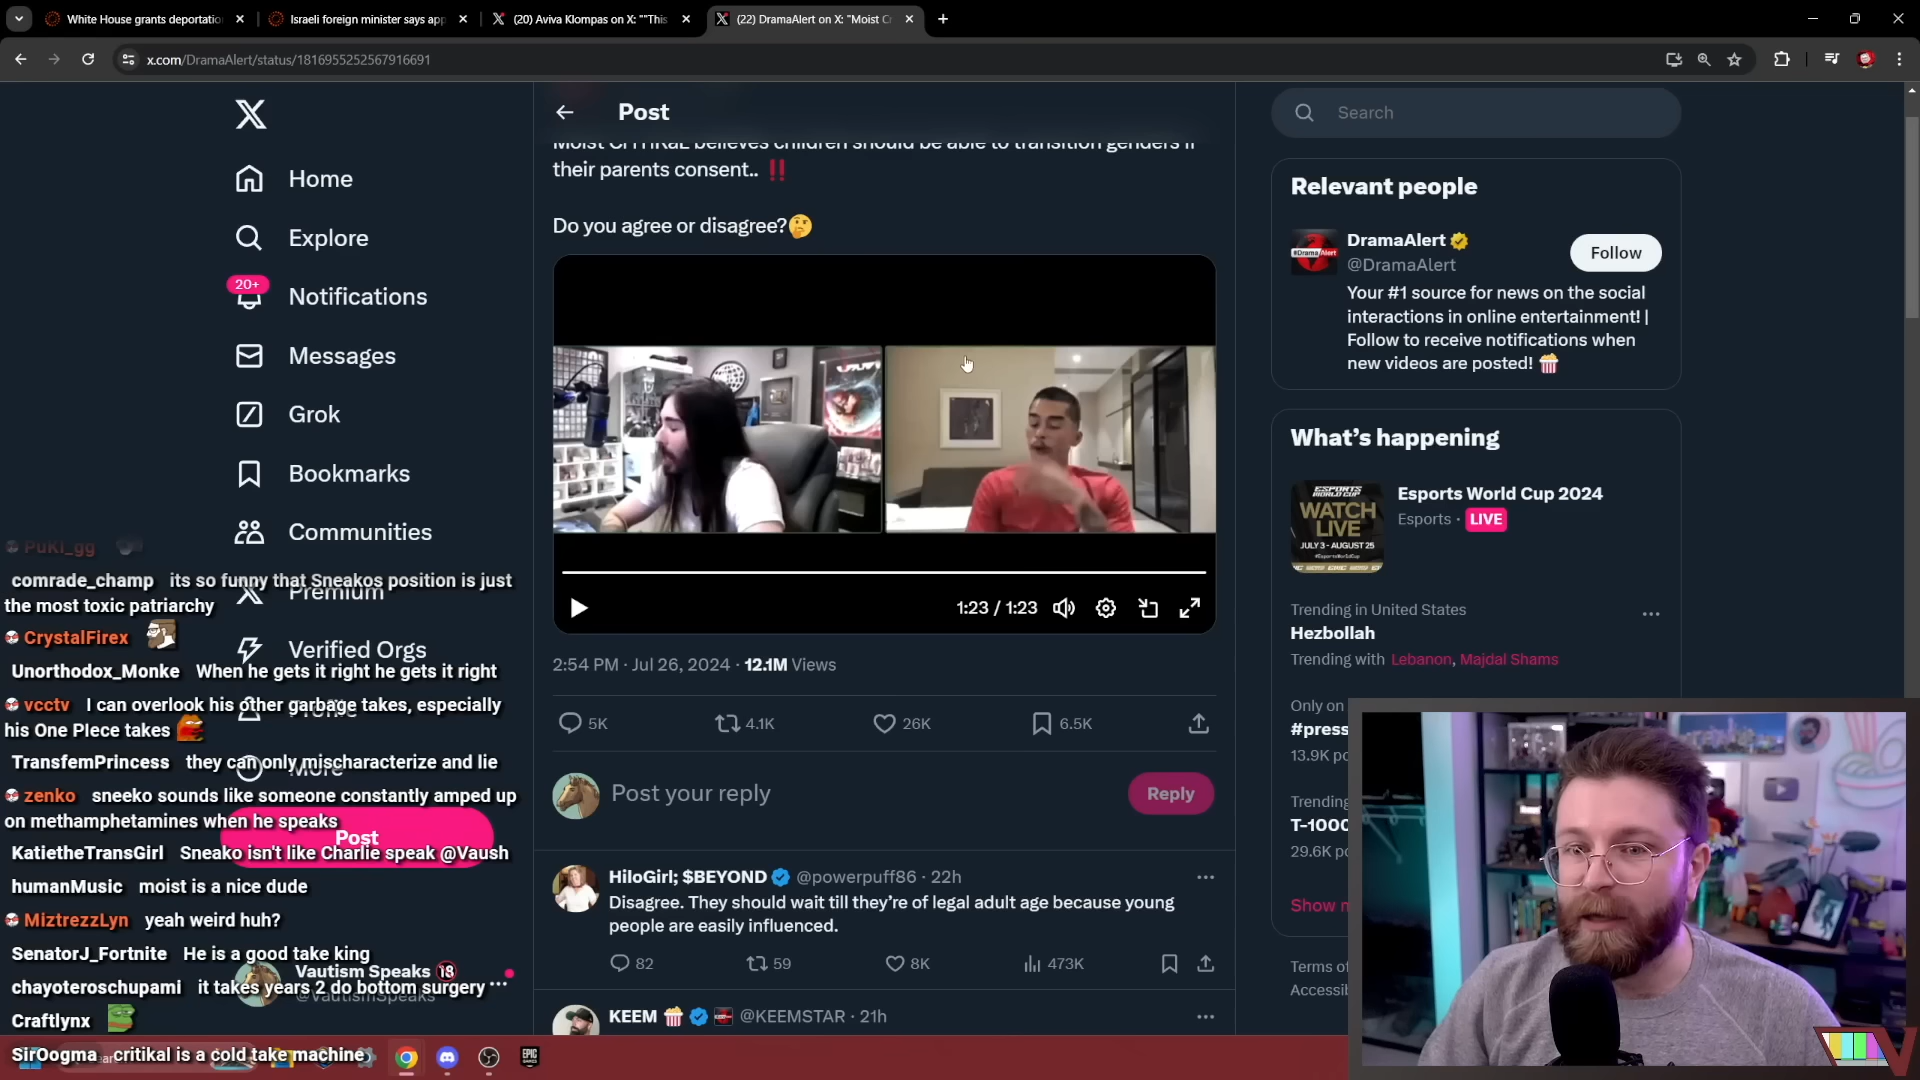 White House grants deportatio
Israeli foreign minister says app
(20) Aviva Klompas on X: ""This
(22) DramaAlert on X: "Moist Cr
x.com/DramaAlert/status/1816955252567916691
Home
Explore
20+
Notifications
Messages
Grok
Bookmarks
Communities
Premium
Verified Orgs
Profile
More
Post
Vautism Speaks
@VautismSpeaks
PuKi_gg
comrade_champ its so funny that Sneakos position is just
the most toxic patriarchy
CrystalFirex
Unorthodox_Monke When he gets it right he gets it right
vcctv I can overlook his other garbage takes, especially
his One PIece takes
TransfemPrincess they can only mischaracterize and lie
zenko sneeko sounds like someone constantly amped up
on methamphetamines when he speaks
KatietheTransGirl Sneako isn't like Charlie speak @Vaush
humanMusic moist is a nice dude
MiztrezzLyn yeah weird huh?
SenatorJ_Fortnite He is a good take king
chayoteroschupami it takes years 2 do bottom surgery
Craftlynx
SirOogma critikal is a cold take machine
Post
Moist CrITIKaL believes children should be able to transition genders if
their parents consent.. ‼️
Do you agree or disagree?🤔
1:23 / 1:23
2:54 PM · Jul 26, 2024 · 12.1M Views
5K
4.1K
26K
6.5K
Post your reply
Reply
HiloGirl; $BEYOND @powerpuff86 · 22h
Disagree. They should wait till they're of legal adult age because young
people are easily influenced.
82
59
8K
473K
KEEM 🍿 @KEEMSTAR · 21h
Search
Relevant people
DramaAlert
@DramaAlert
Follow
#DramaAlert
Your #1 source for news on the social
interactions in online entertainment! |
Follow to receive notifications when
new videos are posted! 🍿
What's happening
ESPORTS
WORLD CUP
WATCH
LIVE
JULY 3 - AUGUST 25
Esports World Cup 2024
Esports · LIVE
Trending in United States
Hezbollah
Trending with Lebanon, Majdal Shams
Only on
#press
13.9K po
Trending
T-1000
29.6K po
Show m
Terms of
Accessib
EPIC
V